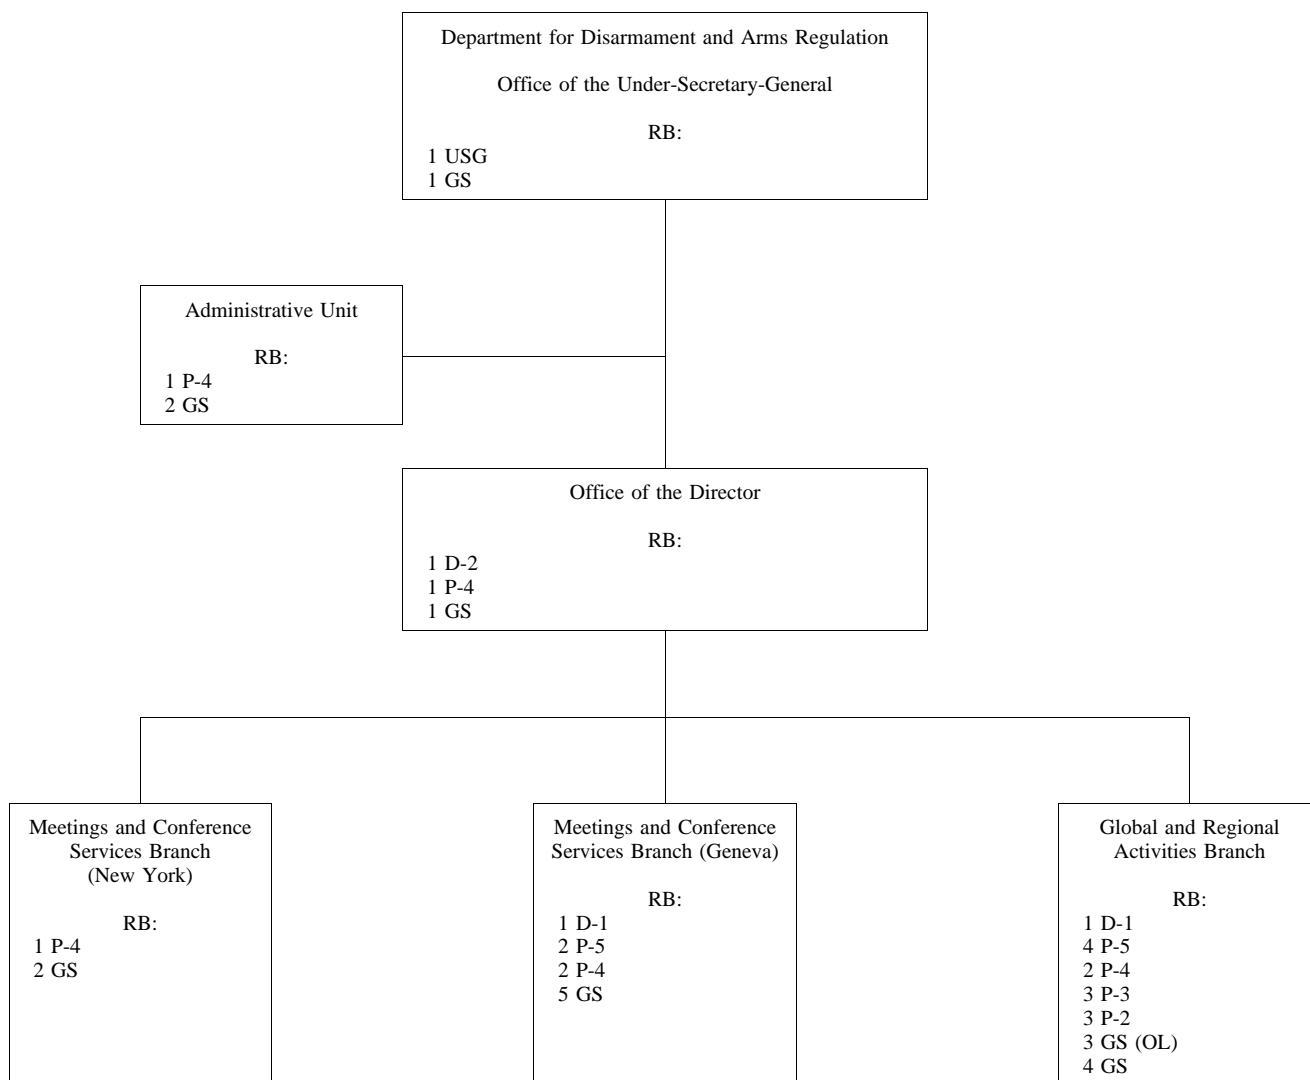 Department for Disarmament and Arms Regulation
Office of the Under-Secretary-General
RB:
1 USG
1 GS
Administrative Unit
RB:
1 P-4
2 GS
Office of the Director
RB:
1 D-2
1 P-4
1 GS
Meetings and Conference
Services Branch
(New York)
RB:
1 P-4
2 GS
Meetings and Conference
Services Branch (Geneva)
RB:
1 D-1
2 P-5
2 P-4
5 GS
Global and Regional
Activities Branch
RB:
1 D-1
4 P-5
2 P-4
3 P-3
3 P-2
3 GS (OL)
4 GS